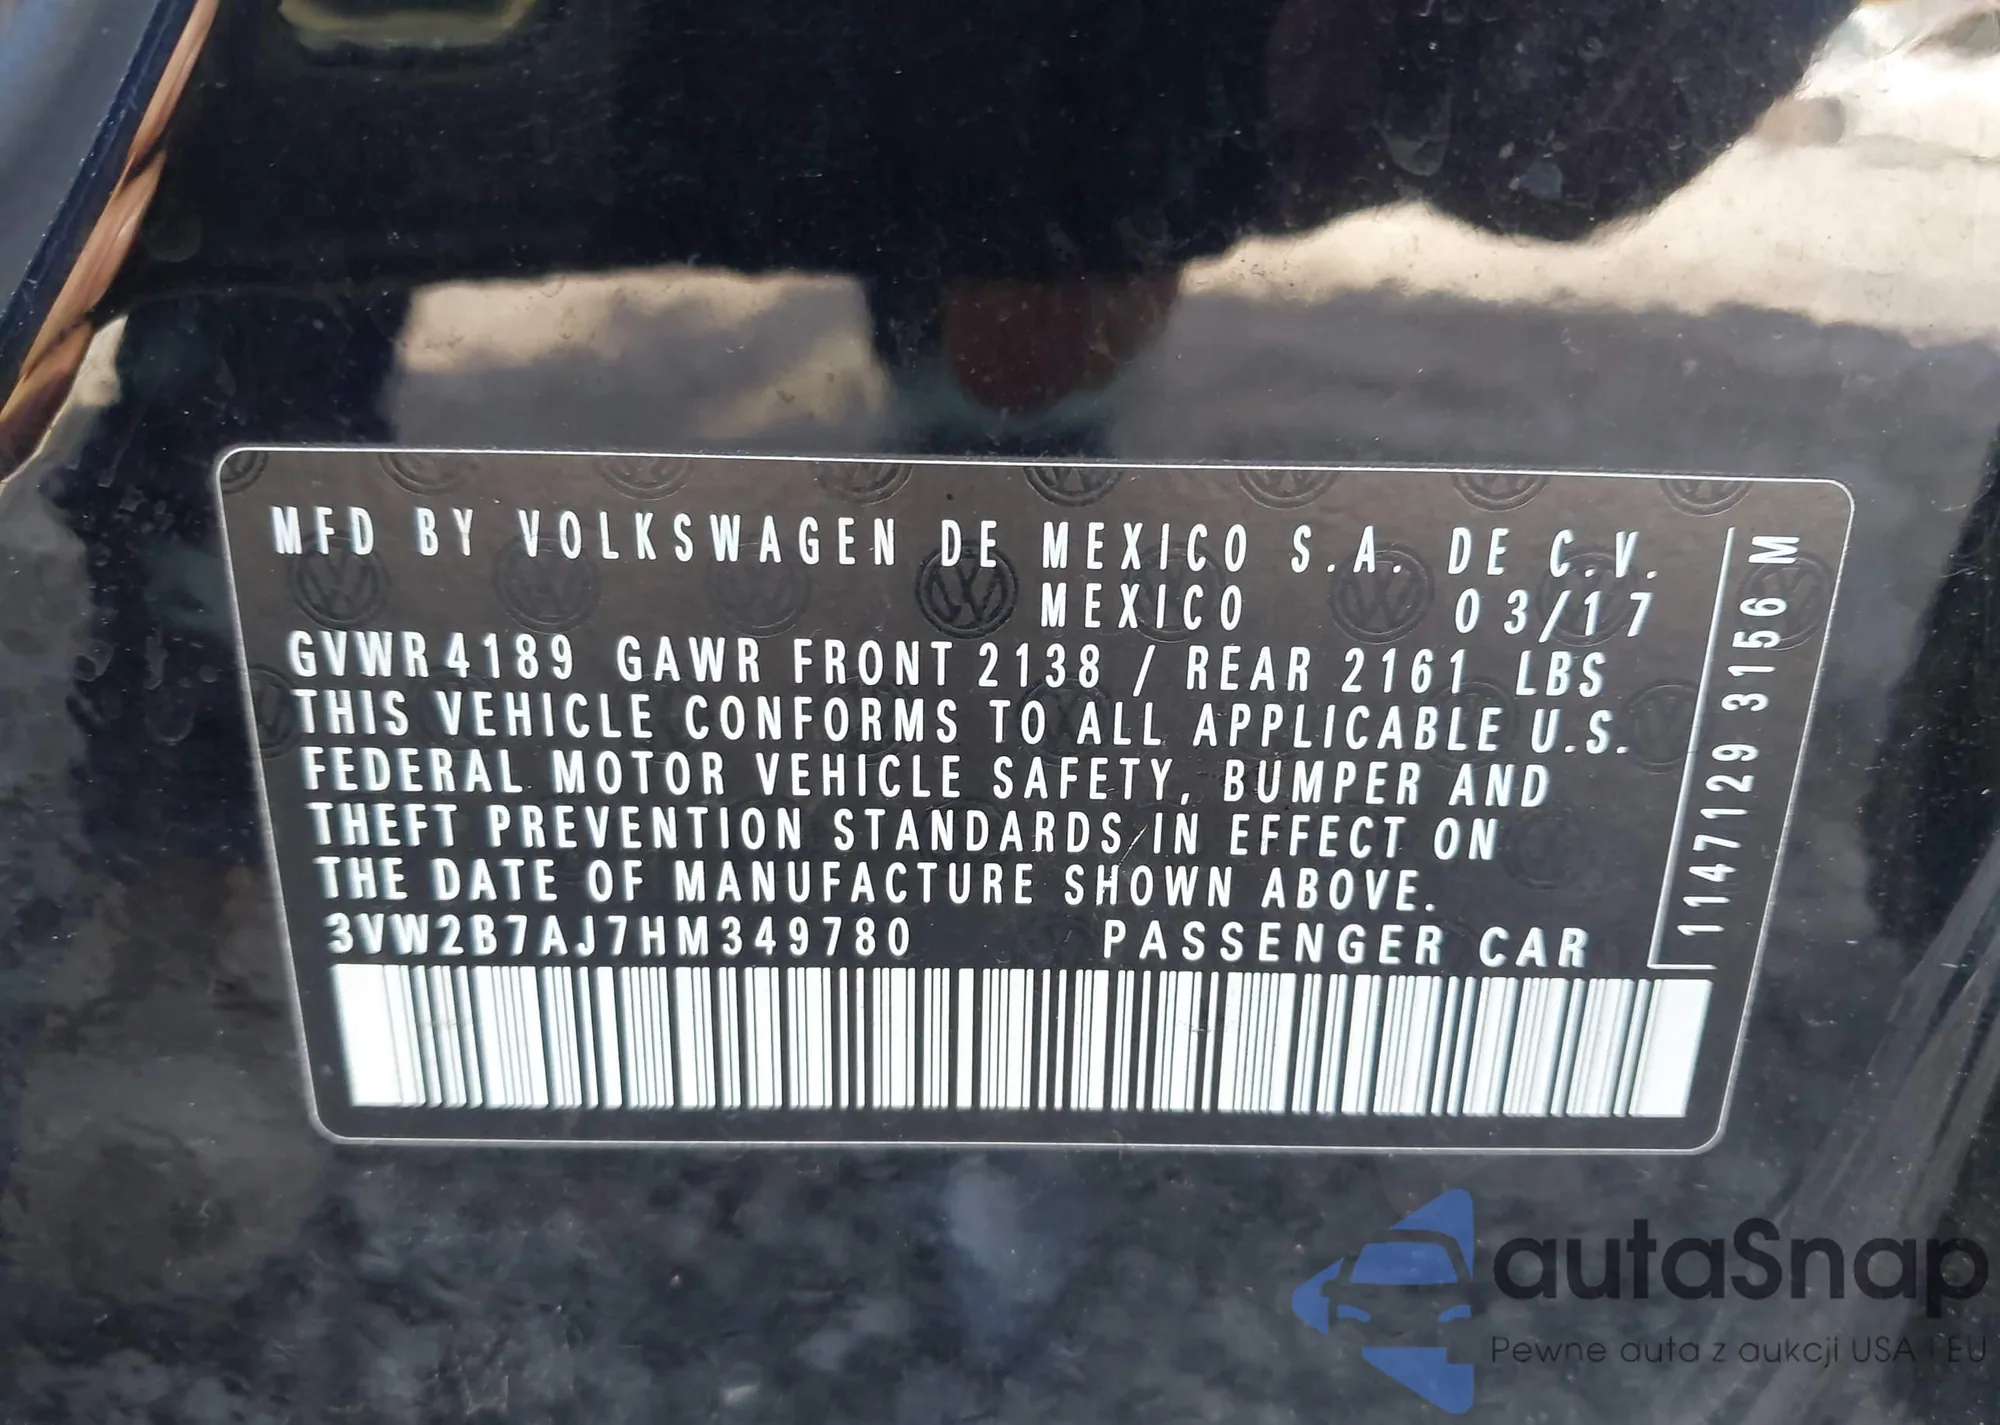 MFD BY VOLKSWAGEN DE MEXICO S.A. DE C.V.
MEXICO 03/17
GVWR 4189 GAWR FRONT 2138 / REAR 2161 LBS
THIS VEHICLE CONFORMS TO ALL APPLICABLE U.S.
FEDERAL MOTOR VEHICLE SAFETY, BUMPER AND
THEFT PREVENTION STANDARDS IN EFFECT ON
THE DATE OF MANUFACTURE SHOWN ABOVE.
3VW2B7AJ7HM349780 PASSENGER CAR
1147129 3156 M
autaSnap
Pewne auta z aukcji USA i EU